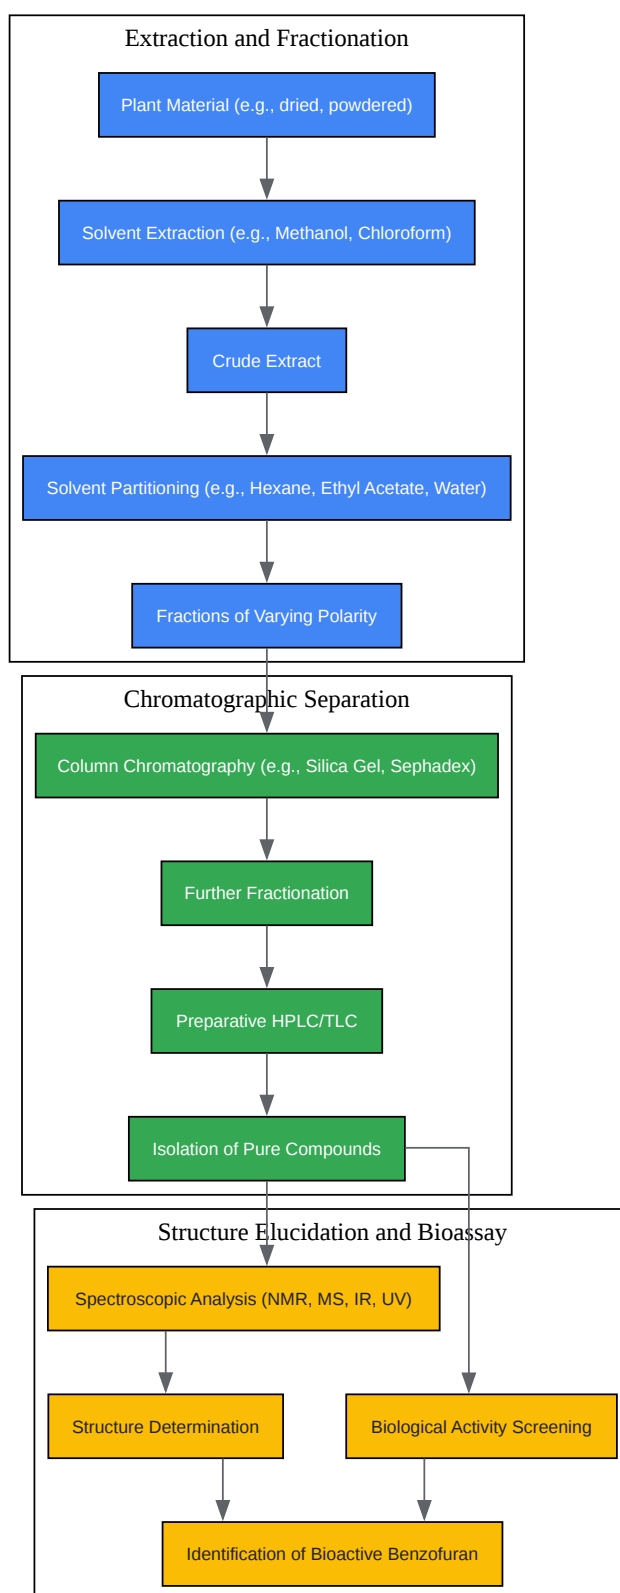 Extraction and Fractionation
Plant Material (e.g., dried, powdered)
Solvent Extraction (e.g., Methanol, Chloroform)
Crude Extract
Solvent Partitioning (e.g., Hexane, Ethyl Acetate, Water)
Fractions of Varying Polarity
Chromatographic Separation
Column Chromatography (e.g., Silica Gel, Sephadex)
Further Fractionation
Preparative HPLC/TLC
Isolation of Pure Compounds
Structure Elucidation and Bioassay
Spectroscopic Analysis (NMR, MS, IR, UV)
Structure Determination
Biological Activity Screening
Identification of Bioactive Benzofuran